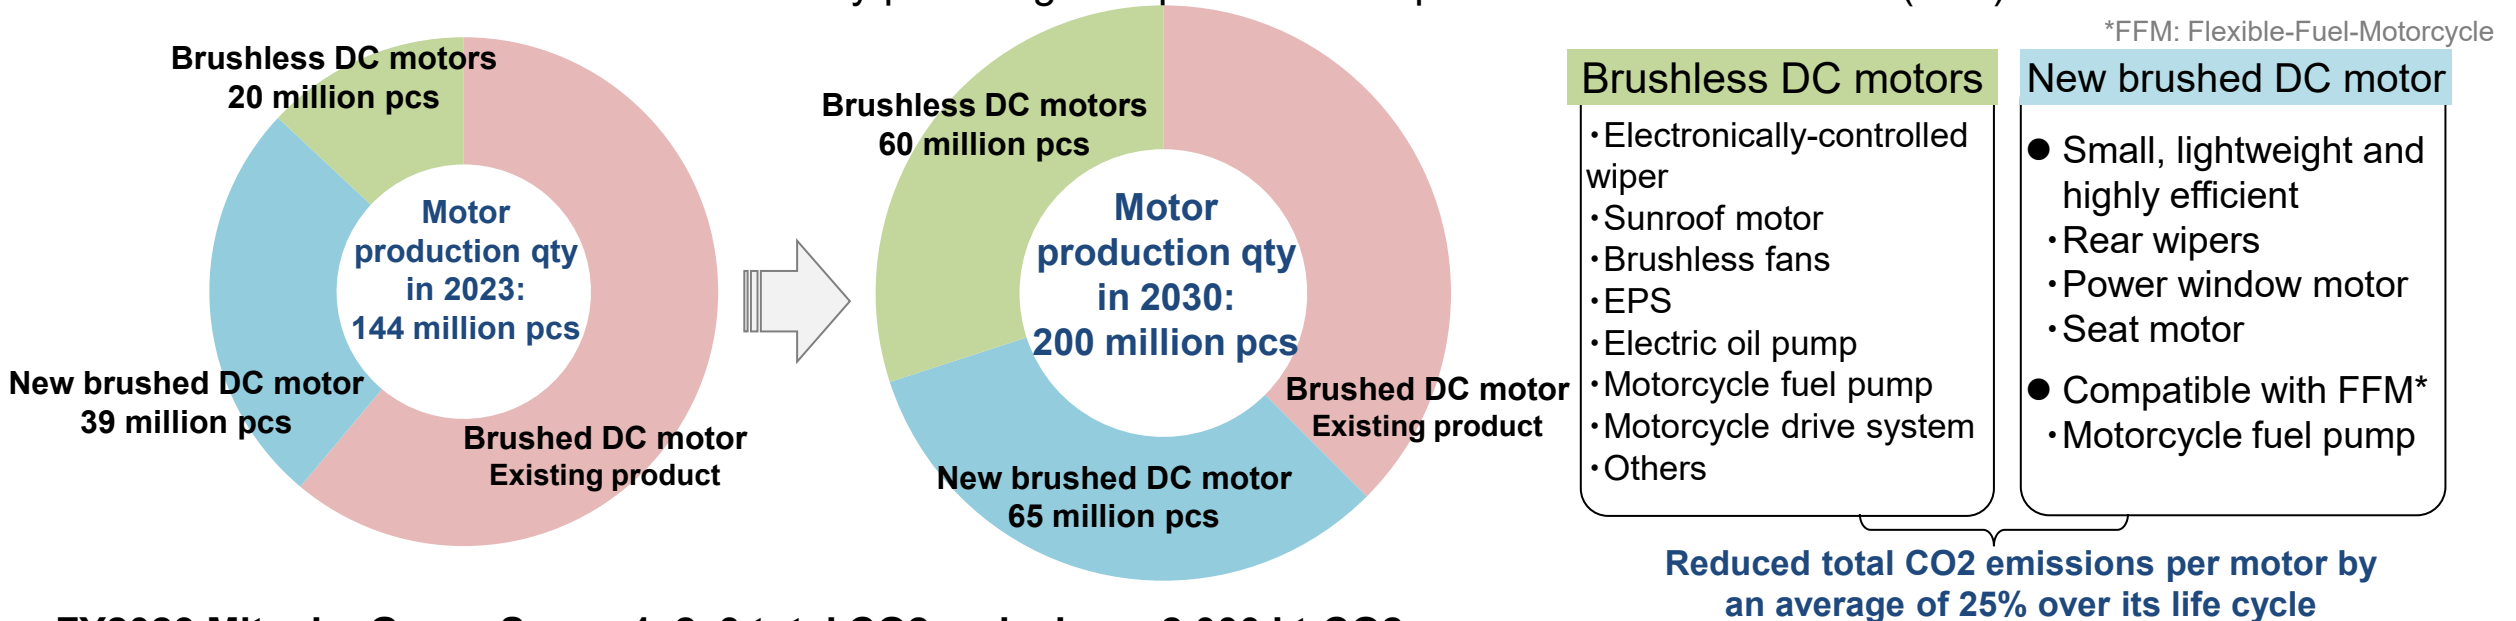 *FFM: Flexible-Fuel-Motorcycle
Brushless DC motors
20 million pcs
Motor
production qty
in 2023:
144 million pcs
New brushed DC motor
39 million pcs
Brushed DC motor
Existing product
Brushless DC motors
60 million pcs
Motor
production qty
in 2030:
200 million pcs
Brushed DC motor
Existing product
New brushed DC motor
65 million pcs
Brushless DC motors
・Electronically-controlled
wiper
・Sunroof motor
・Brushless fans
・EPS
・Electric oil pump
・Motorcycle fuel pump
・Motorcycle drive system
・Others
New brushed DC motor
● Small, lightweight and
highly efficient
・Rear wipers
・Power window motor
・Seat motor
● Compatible with FFM*
・Motorcycle fuel pump
Reduced total CO2 emissions per motor by
an average of 25% over its life cycle